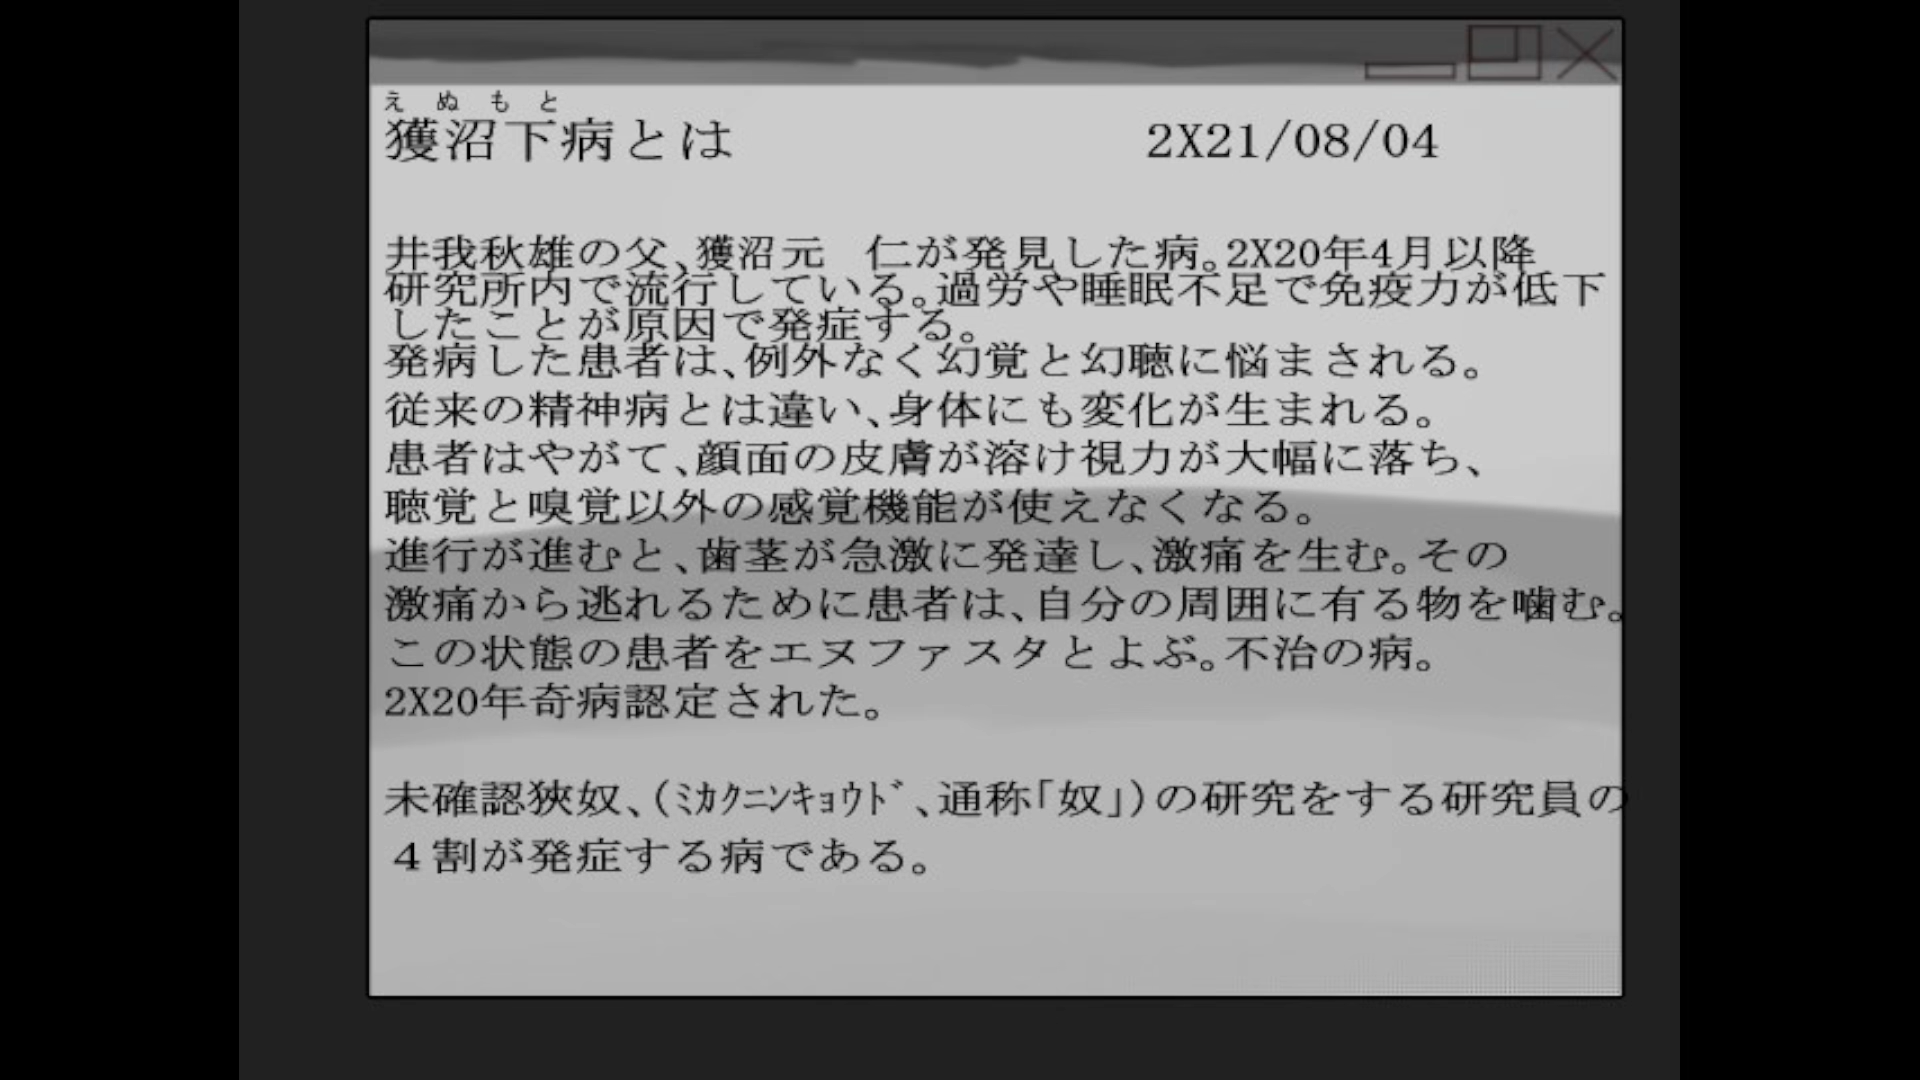 えぬもと
獲沼下病とは 2X21/08/04
井我秋雄の父、獲沼元　仁が発見した病。2X20年4月以降
研究所内で流行している。過労や睡眠不足で免疫力が低下
したことが原因で発症する。
発病した患者は、例外なく幻覚と幻聴に悩まされる。
従来の精神病とは違い、身体にも変化が生まれる。
患者はやがて、顔面の皮膚が溶け視力が大幅に落ち、
聴覚と嗅覚以外の感覚機能が使えなくなる。
進行が進むと、歯茎が急激に発達し、激痛を生む。その
激痛から逃れるために患者は、自分の周囲に有る物を噛む。
この状態の患者をエヌファスタとよぶ。不治の病。
2X20年奇病認定された。
未確認狹奴、(ﾐｶｸﾆﾝｷｮｳﾄﾞ、通称「奴」)の研究をする研究員の
４割が発症する病である。